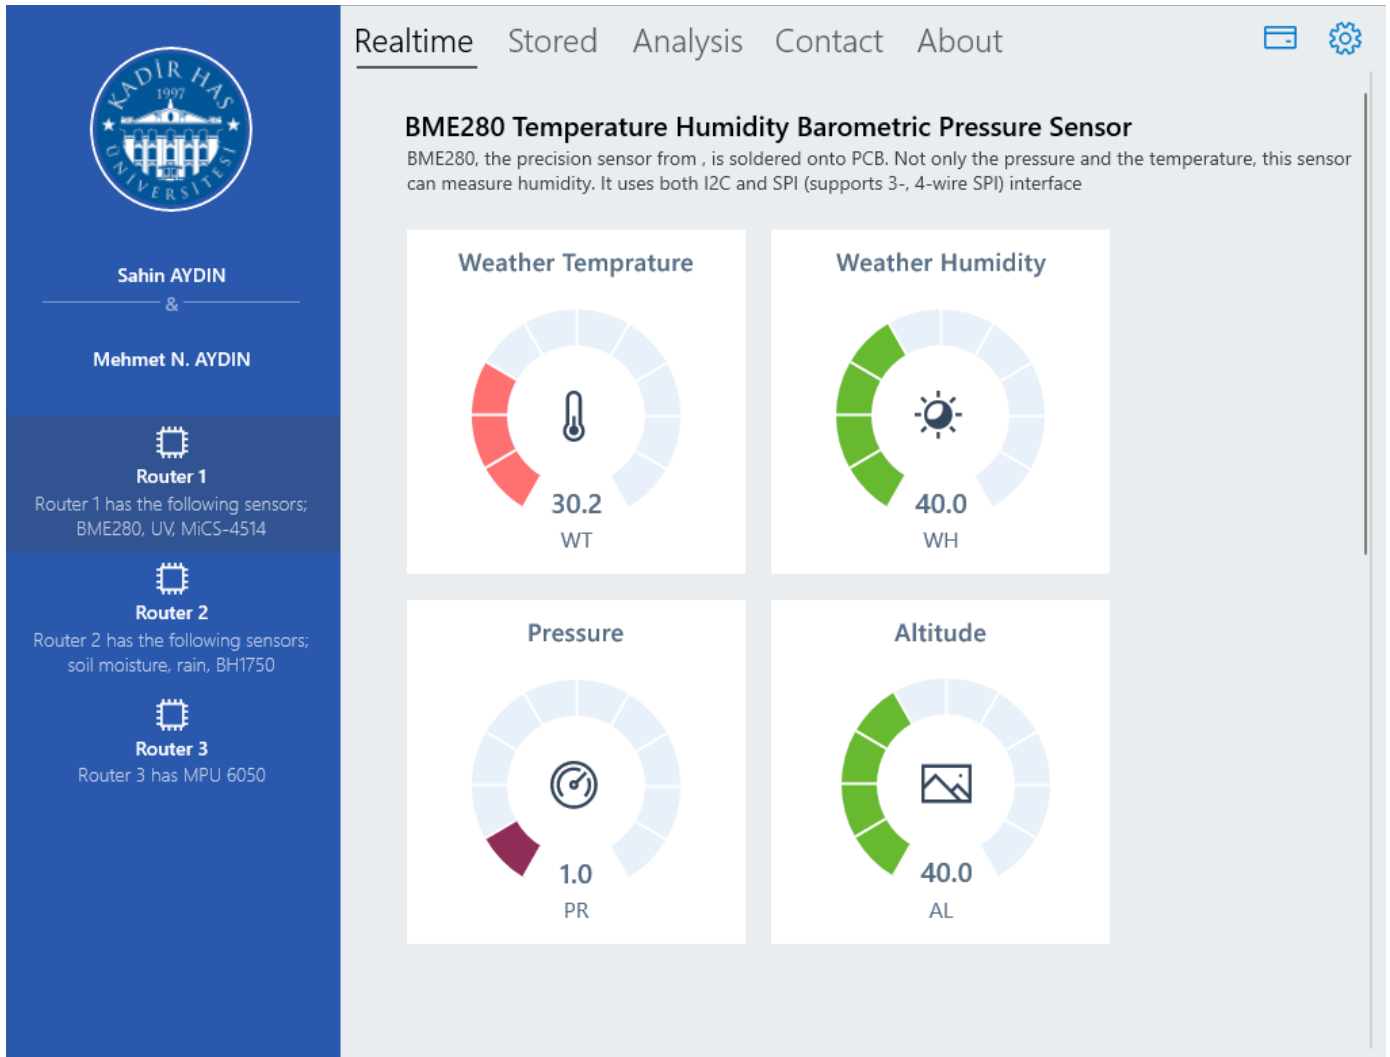 KADİR HAS
1997
ÜNİVERSİTESİ
Sahin AYDIN
&
Mehmet N. AYDIN
Router 1
Router 1 has the following sensors;
BME280, UV, MiCS-4514
Router 2
Router 2 has the following sensors;
soil moisture, rain, BH1750
Router 3
Router 3 has MPU 6050
Realtime Stored Analysis Contact About
BME280 Temperature Humidity Barometric Pressure Sensor
BME280, the precision sensor from , is soldered onto PCB. Not only the pressure and the temperature, this sensor
can measure humidity. It uses both I2C and SPI (supports 3-, 4-wire SPI) interface
Weather Temprature
30.2
WT
Weather Humidity
40.0
WH
Pressure
1.0
PR
Altitude
40.0
AL